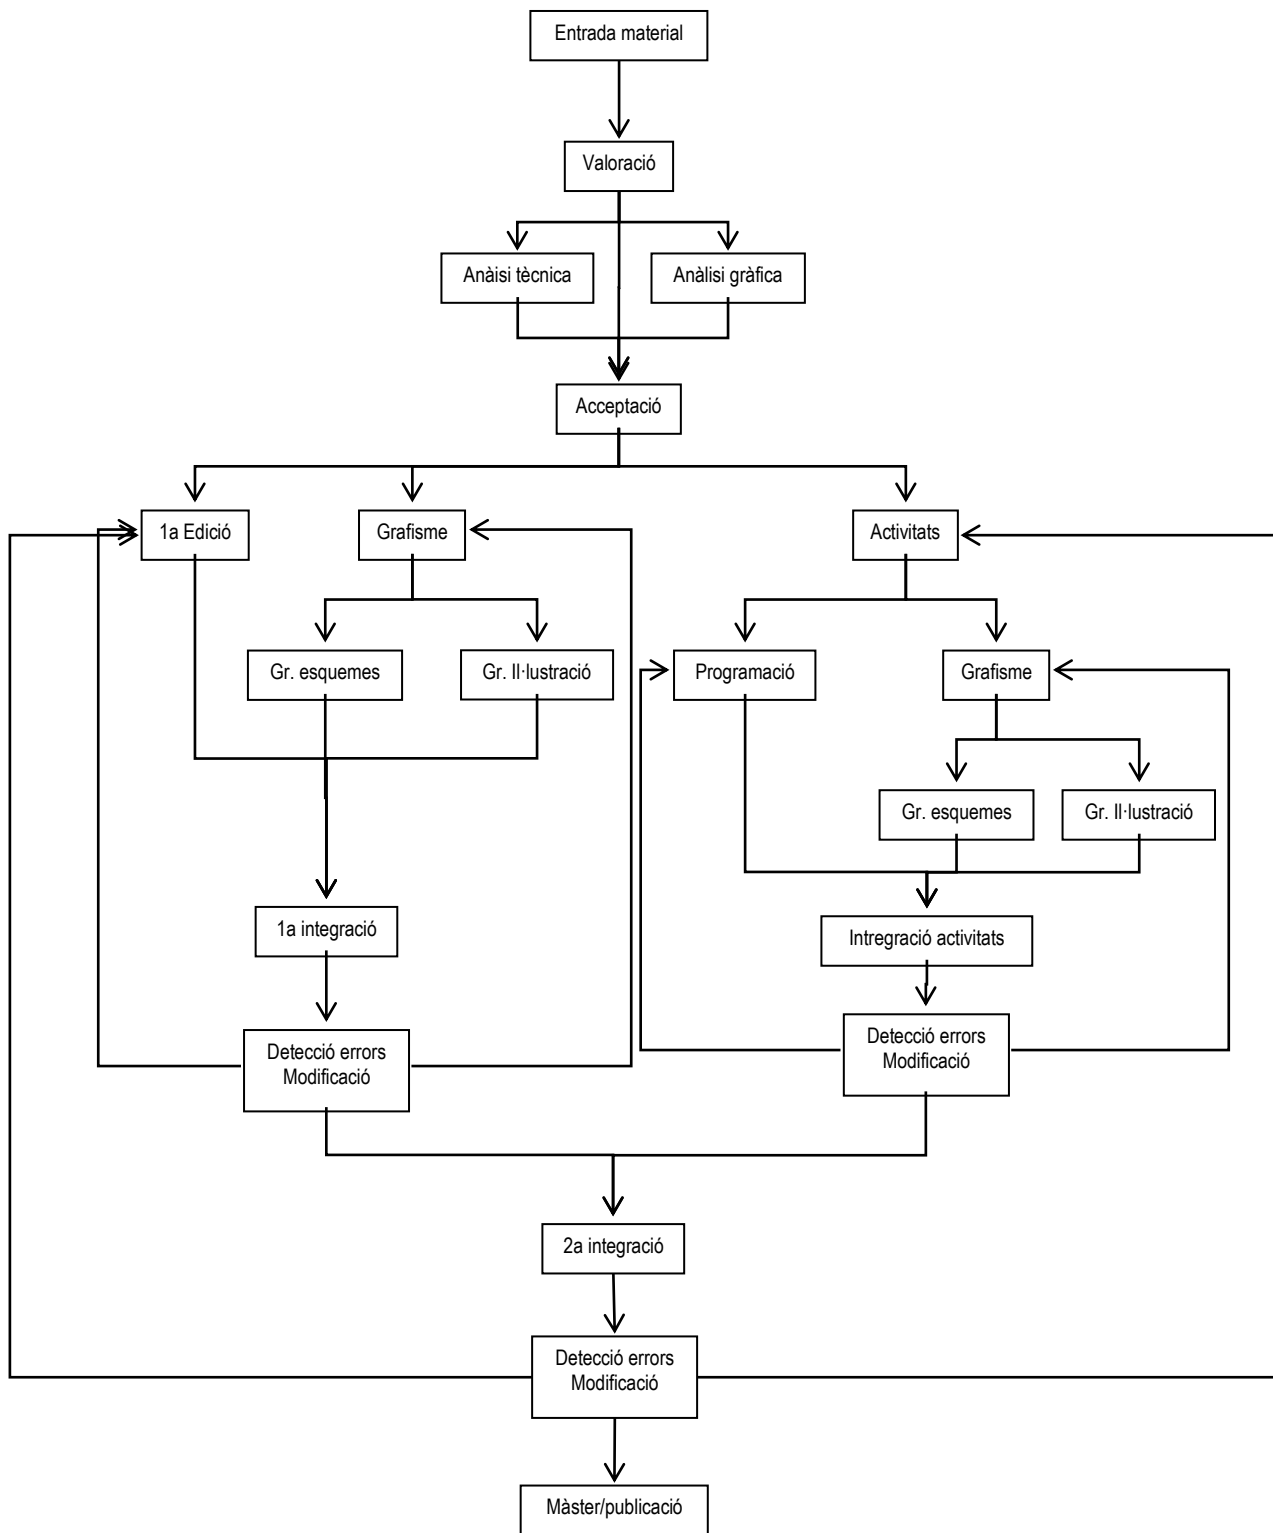 Entrada material
Valoració
Anàisi tècnica
Anàlisi gràfica
Acceptació
1a Edició
Grafisme
Activitats
Gr. esquemes
Gr. Il·lustració
Programació
Grafisme
Gr. esquemes
Gr. Il·lustració
1a integració
Intregració activitats
Detecció errors
Modificació
Detecció errors
Modificació
2a integració
Detecció errors
Modificació
Màster/publicació